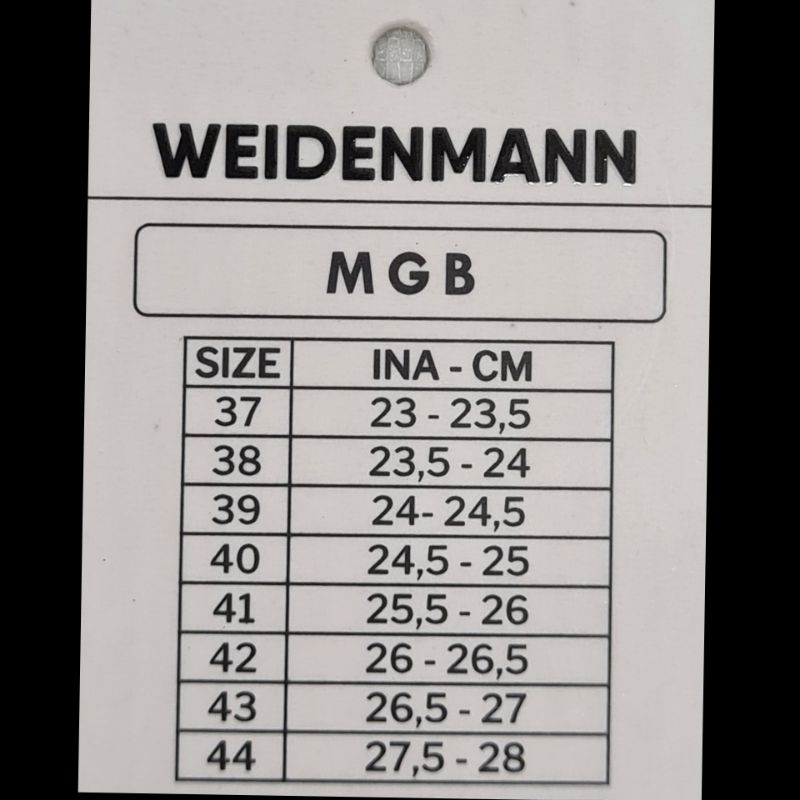 WEIDENMANN
MGB
SIZE INA - CM
37 23 - 23,5
38 23,5 - 24
39 24- 24,5
40 24,5 - 25
41 25,5 - 26
42 26 - 26,5
43 26,5 - 27
44 27,5 - 28